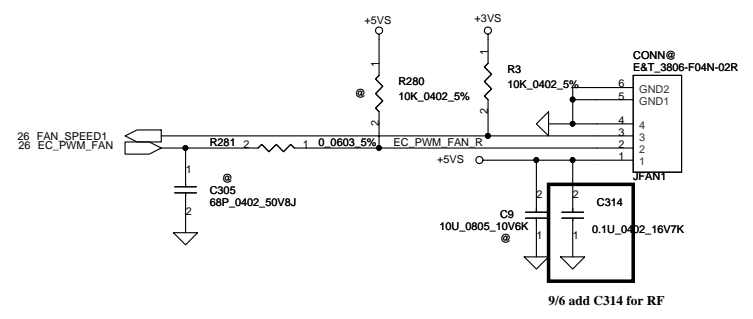 +5VS
+3VS
CONN@
E&T_3806-F04N-02R
1
1
R280
R3
@
10K_0402_5%
10K_0402_5%
2
2
6
GND2
5
GND1
4
4
26 FAN_SPEED1
3
3
26 EC_PWM_FAN
R281
2
1
0_0603_5%
EC_PWM_FAN_R
2
2
+5VS
1
1
JFAN1
1
@
C305
2
68P_0402_50V8J
2
2
C9
C314
10U_0805_10V6K
0.1U_0402_16V7K
1
1
@
9/6 add C314 for RF